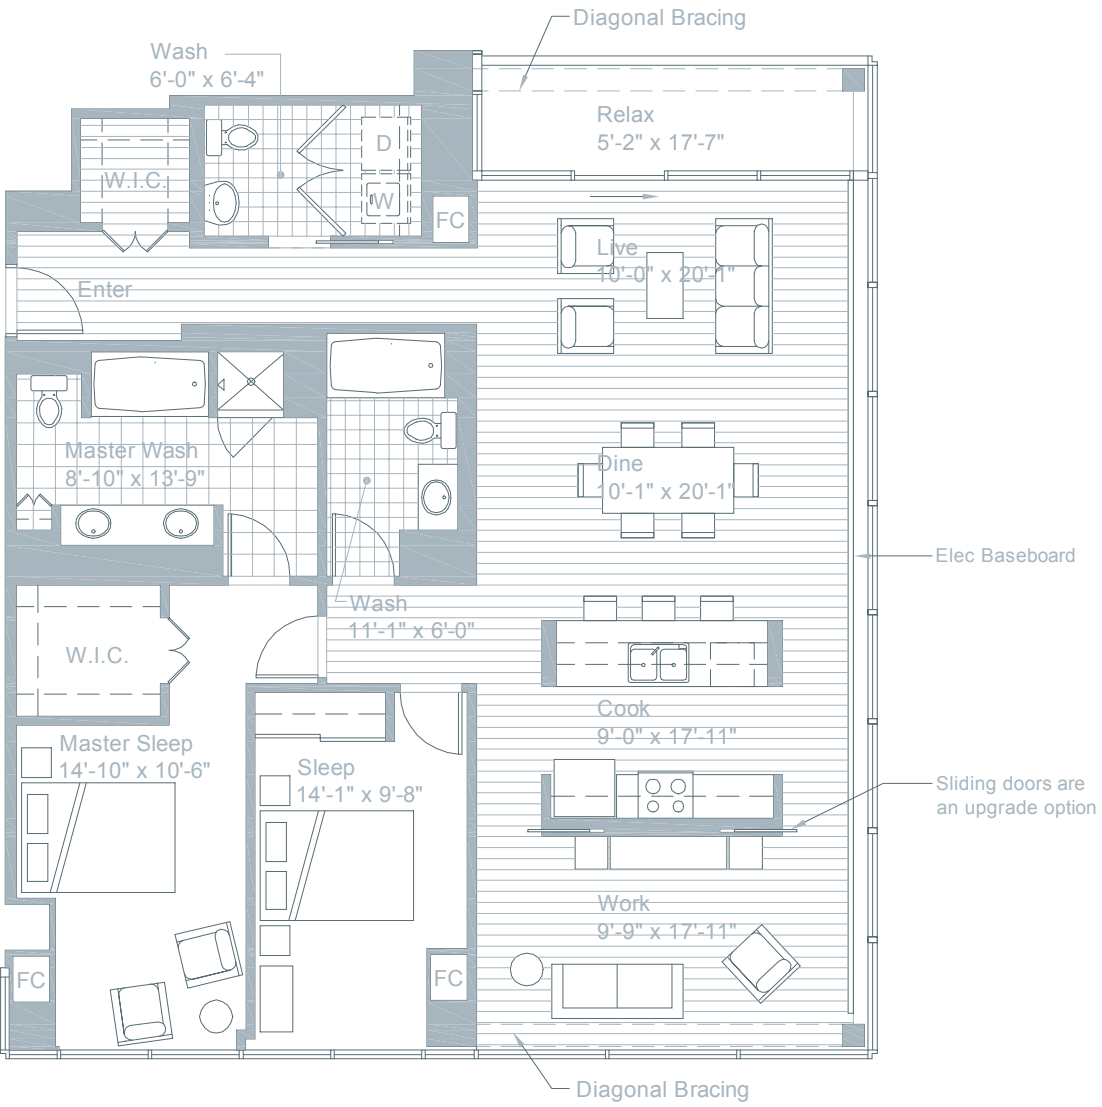 Diagonal Bracing
Wash
6'-0" x 6'-4"
Relax
5'-2" x 17'-7"
D
W.I.C.
W
FC
Live
10'-0" x 20'-1"
Enter
Master Wash
8'-10" x 13'-9"
Dine
10'-1" x 20'-1"
Elec Baseboard
Wash
11'-1" x 6'-0"
W.I.C.
Cook
9'-0" x 17'-11"
Master Sleep
14'-10" x 10'-6"
Sleep
14'-1" x 9'-8"
Sliding doors are
an upgrade option
Work
9'-9" x 17'-11"
FC
FC
Diagonal Bracing